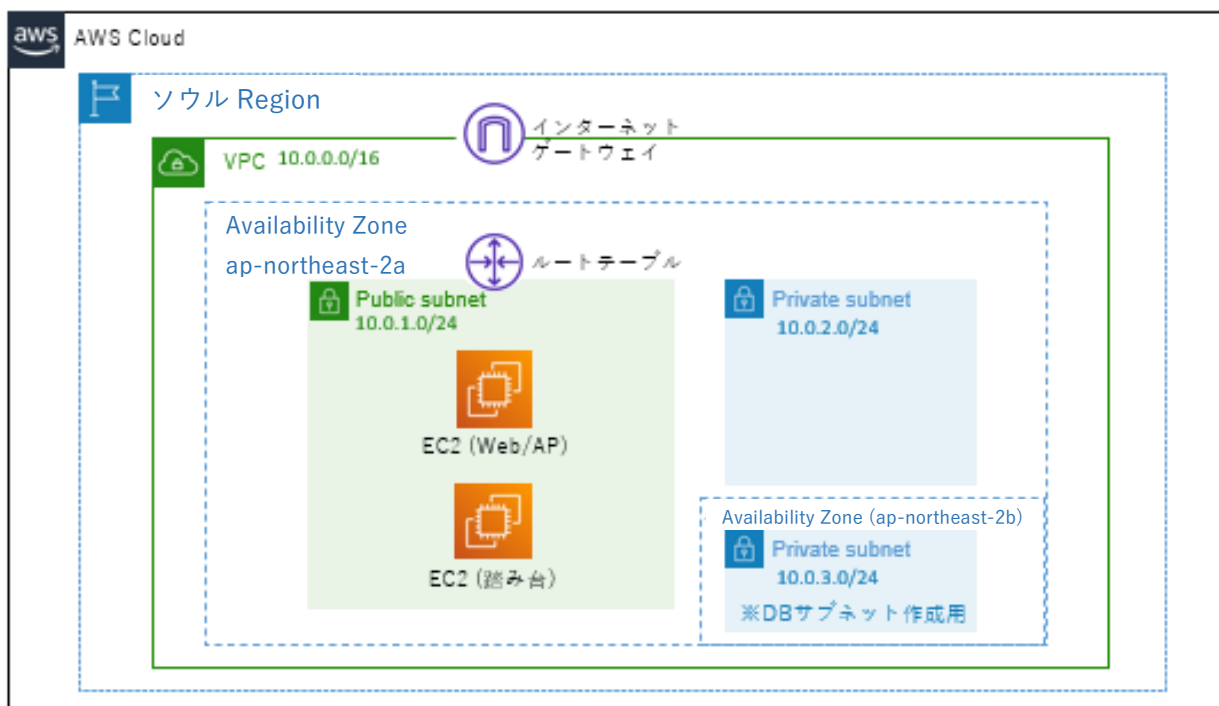 aws
AWS Cloud
ソウル Region
インターネット
ゲートウェイ
VPC 10.0.0.0/16
Availability Zone
ap-northeast-2a
ルートテーブル
Public subnet
10.0.1.0/24
EC2 (Web/AP)
EC2 (踏み台)
Private subnet
10.0.2.0/24
Availability Zone (ap-northeast-2b)
Private subnet
10.0.3.0/24
※DBサブネット作成用